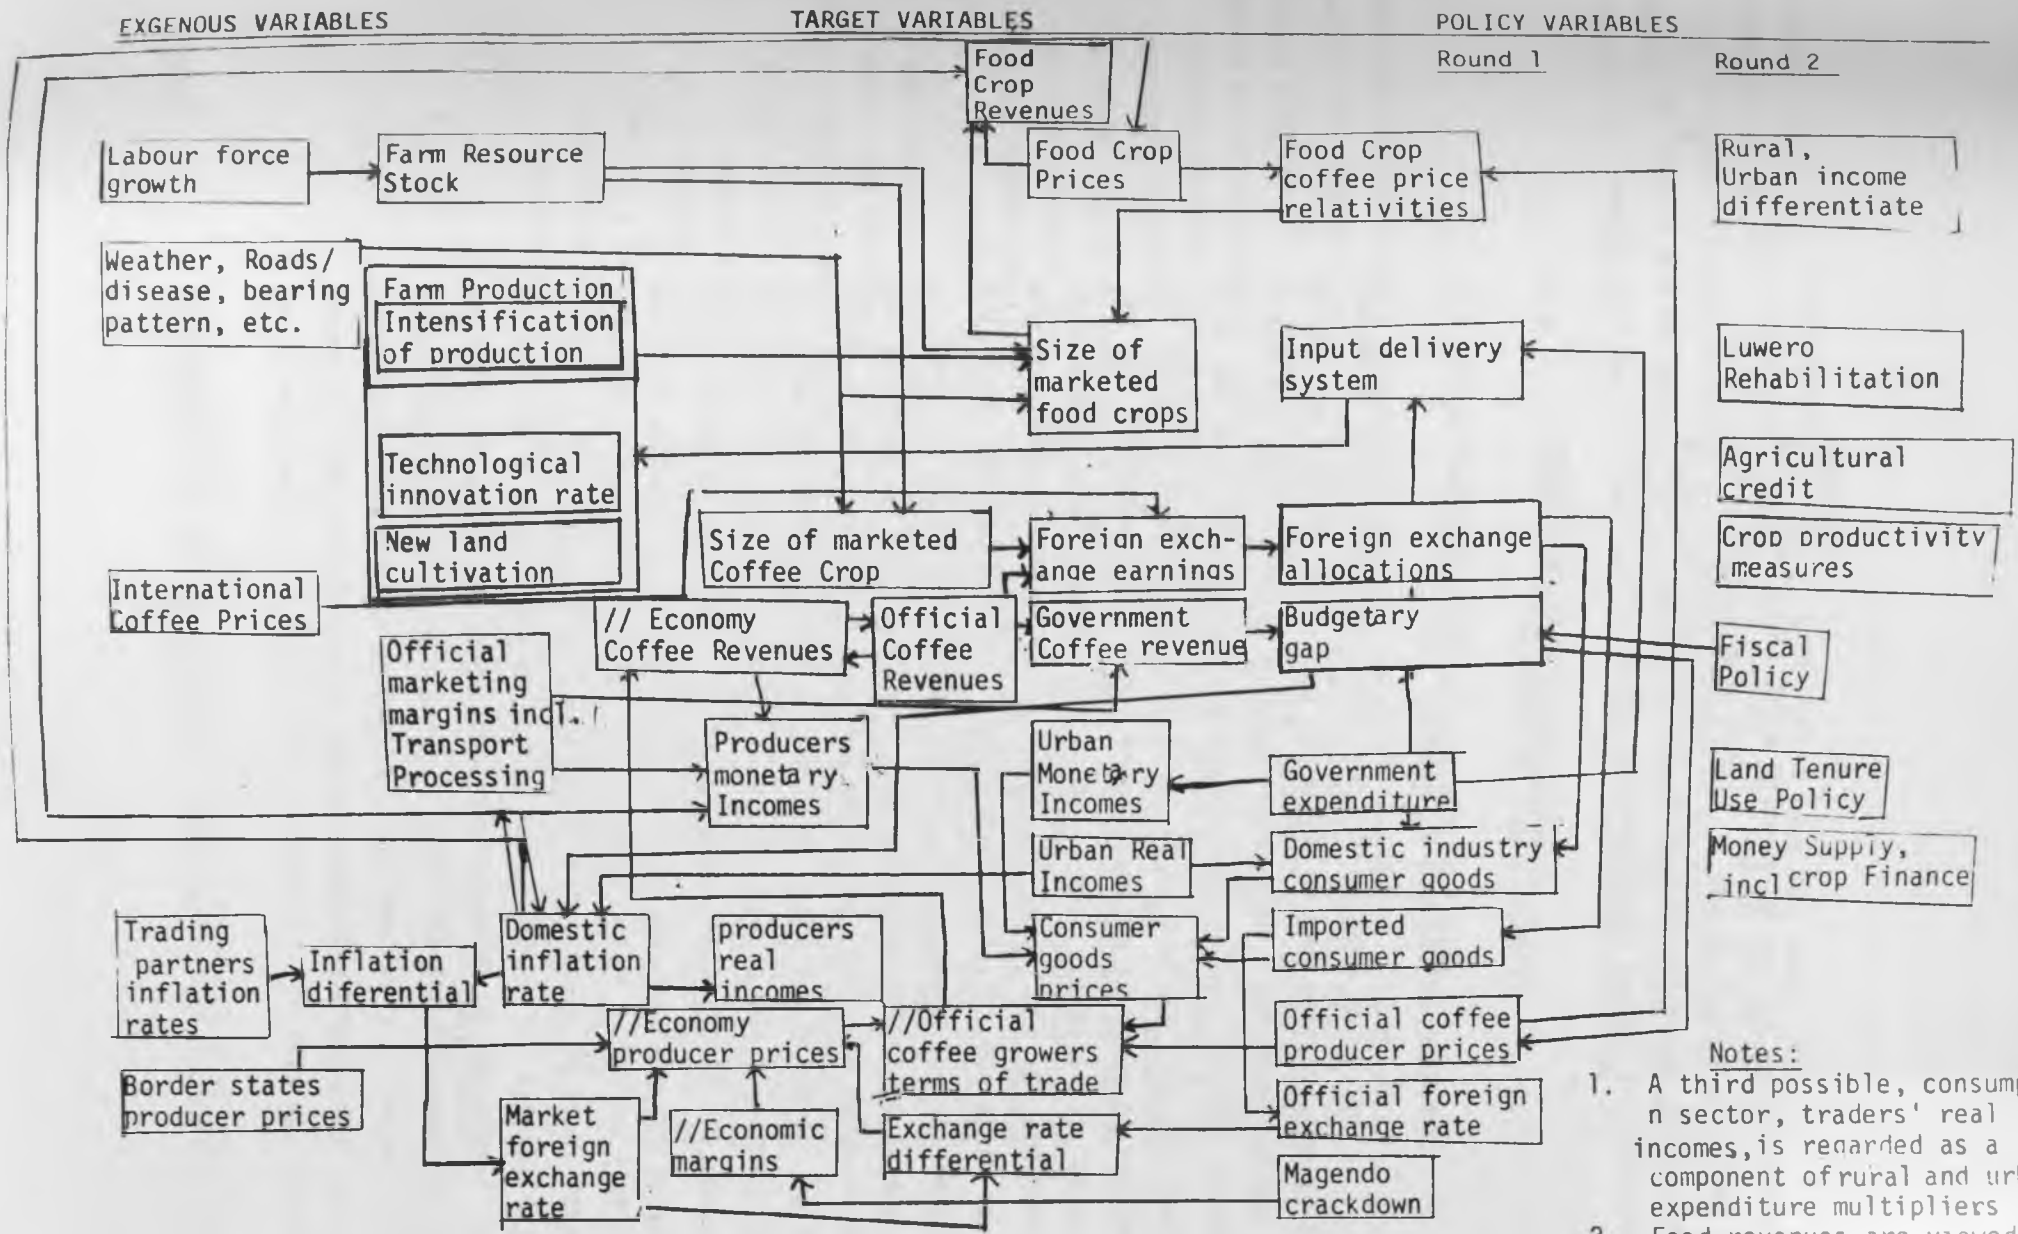 EXGENOUS VARIABLES
TARGET VARIABLES
POLICY VARIABLES
Round 1
Round 2
Food
Crop
Revenues
Labour force
growth
Farm Resource
Stock
Food Crop
Prices
Food Crop
coffee price
relativities
Rural,
Urban income
differentiate
Weather, Roads/
disease, bearing
pattern, etc.
Farm Production
Intensification
of production
Size of
marketed
food crops
Input delivery
system
Luwero
Rehabilitation
Technological
innovation rate
Agricultural
credit
New land
cultivation
Size of marketed
Coffee Crop
Foreign exch-
ange earnings
Foreign exchange
allocations
Crop productivity
measures
International
Coffee Prices
// Economy
Coffee Revenues
Official
Coffee
Revenues
Government
Coffee revenue
Budgetary
gap
Fiscal
Policy
Official
marketing
margins incl.
Transport
Processing
Producers
monetary
Incomes
Urban
Monetary
Incomes
Government
expenditure
Land Tenure
Use Policy
Urban Real
Incomes
Domestic industry
consumer goods
Money Supply,
incl crop Finance
Trading
partners
inflation
rates
Inflation
diferential
Domestic
inflation
rate
producers
real
incomes
Consumer
goods
prices
Imported
consumer goods
//Economy
producer prices
//Official
coffee growers
terms of trade
Official coffee
producer prices
Border states
producer prices
Market
foreign
exchange
rate
//Economic
margins
Exchange rate
differential
Official foreign
exchange rate
Magendo
crackdown
Notes:
1. A third possible,
n sector, traders' real
incomes, is regarded as a
component of rural and
expenditure multipliers
Food revenues are viewed